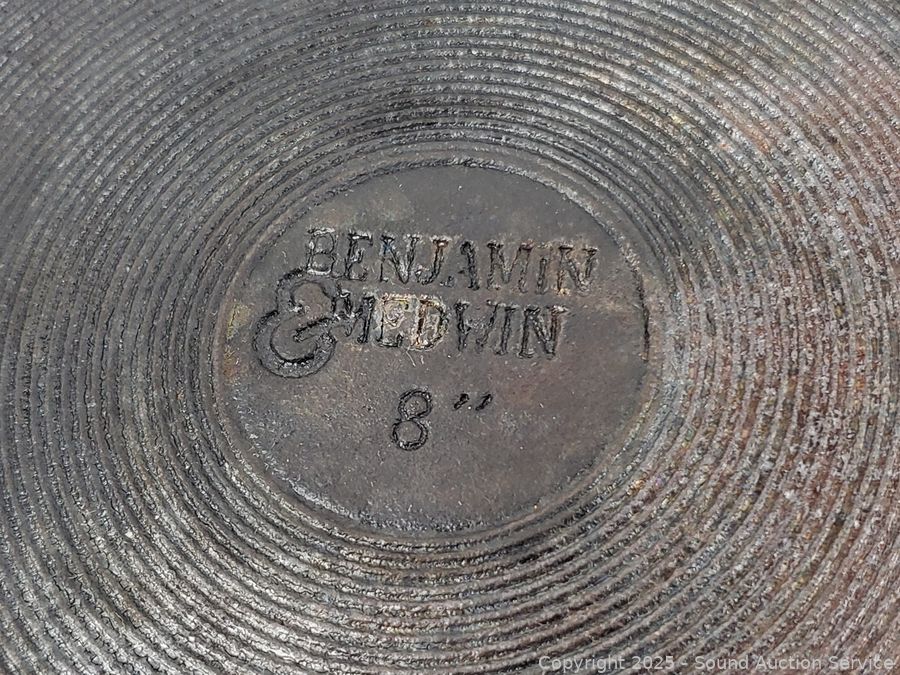 BENJAMIN
& MEDWIN
8"
Copyright 2025 - Sound Auction Service